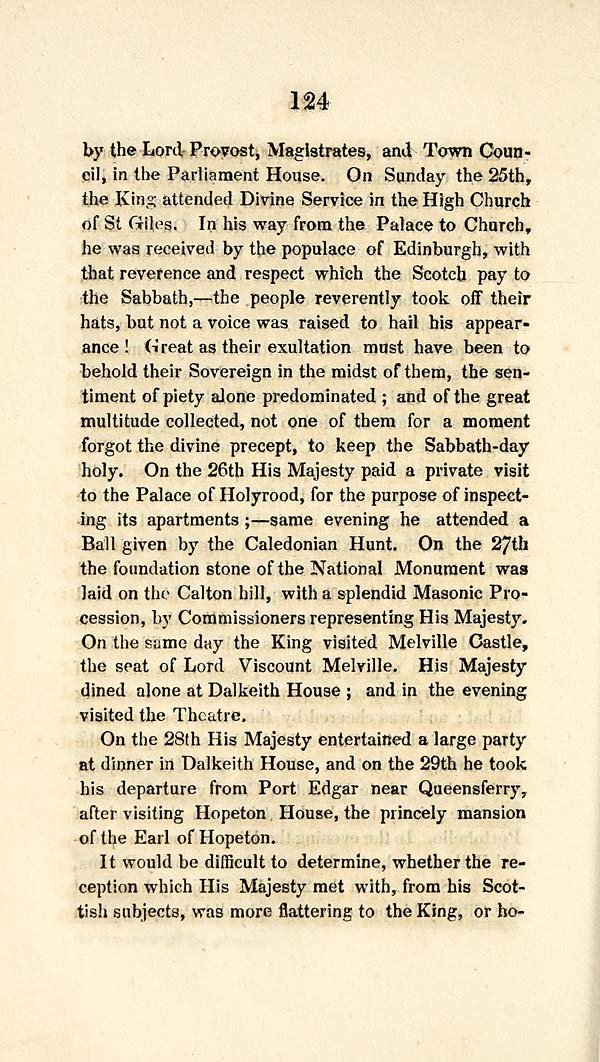 124
by the Lord Provost, Magistrates, and Town Coun-
cil, in the Parliament House. On Sunday the 25th,
the King attended Divine Service in the High Church
of St Giles. In his way from the Palace to Church,
he was received by the populace of Edinburgh, with
that reverence and respect which the Scotch pay to
the Sabbath,—the people reverently took off their
hats, but not a voice was raised to hail his appear-
ance ! Great as their exultation must have been to
behold their Sovereign in the midst of them, the sen-
timent of piety alone predominated ; and of the great
multitude collected, not one of them for a moment
forgot the divine precept, to keep the Sabbath-day
holy. On the 26th His Majesty paid a private visit
to the Palace of Holyrood, for the purpose of inspect-
ing its apartments ;—same evening he attended a
Ball given by the Caledonian Hunt. On the 27th
the foundation stone of the National Monument was
laid on the Calton hill, with a splendid Masonic Pro-
cession, by Commissioners representing His Majesty.
On the same day the King visited Melville Castle,
the seat of Lord Viscount Melville. His Majesty
dined alone at Dalkeith House ; and in the evening
visited the Theatre.
On the 28th His Majesty entertained a large party
at dinner in Dalkeith House, and on the 29th he took
his departure from Port Edgar near Queensferry,
after visiting Hopeton House, the princely mansion
of the Earl of Hopeton.
It would be difficult to determine, whether the re-
ception which His Majesty met with, from his Scot-
tish subjects, was more flattering to the King, or ho-